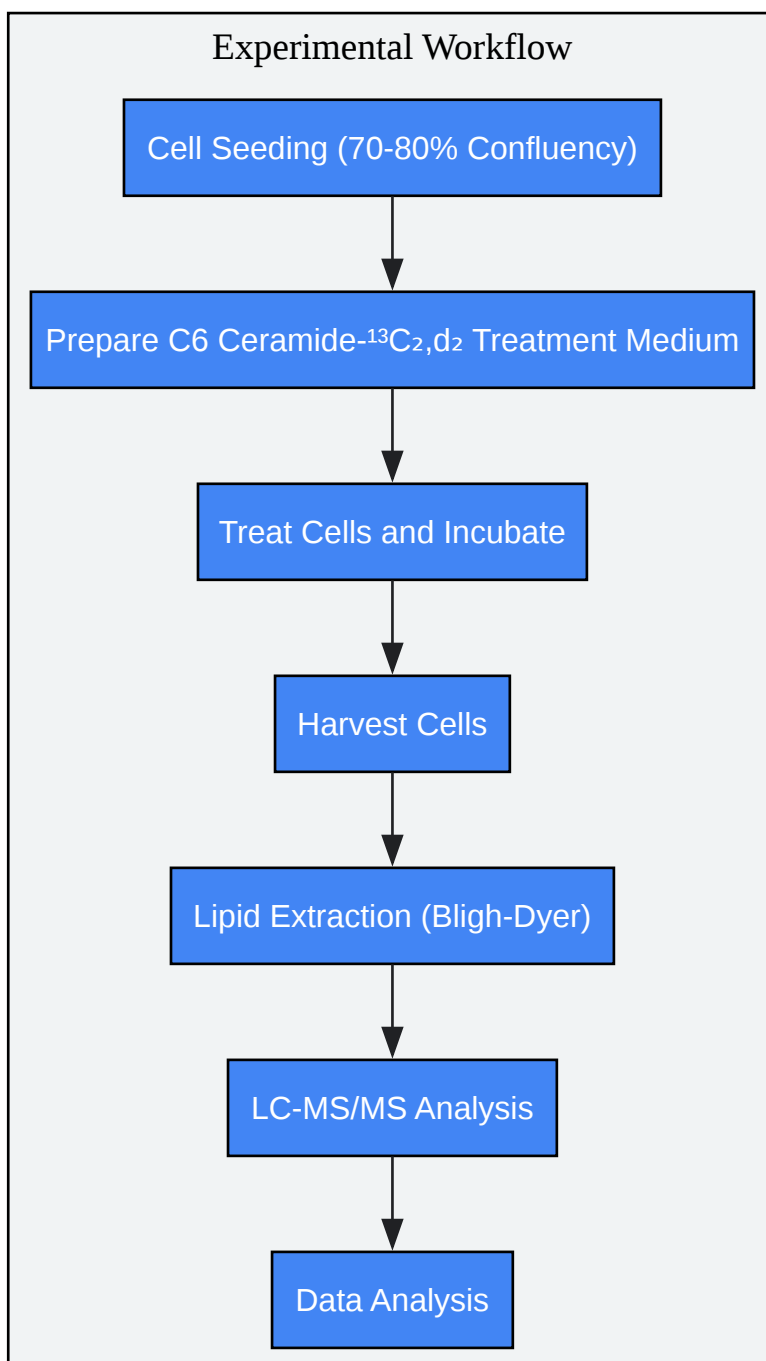 Experimental Workflow
Cell Seeding (70-80% Confluency)
Prepare C6 Ceramide-¹³C₂,d₂ Treatment Medium
Treat Cells and Incubate
Harvest Cells
Lipid Extraction (Bligh-Dyer)
LC-MS/MS Analysis
Data Analysis